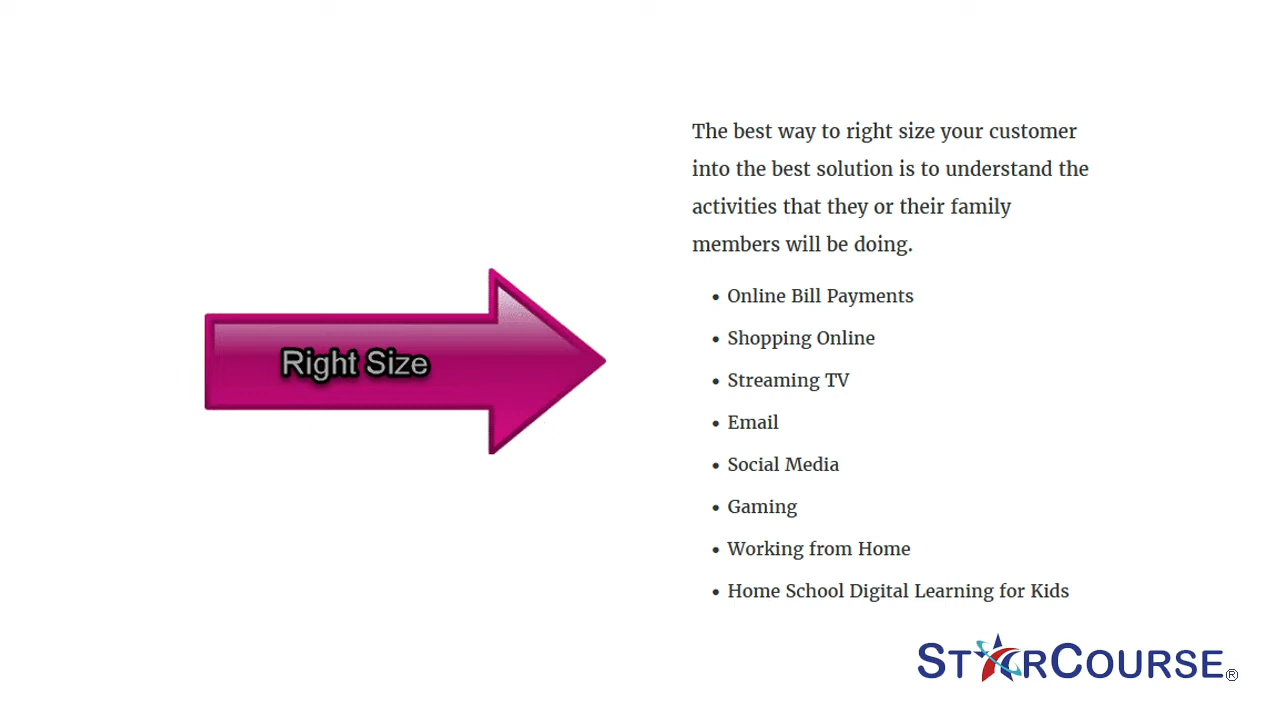 The best way to right size your customer
into the best solution is to understand the
activities that they or their family
members will be doing.
Right Size
• Online Bill Payments
• Shopping Online
• Streaming TV
• Email
• Social Media
• Gaming
• Working from Home
• Home School Digital Learning for Kids
STARCOURSE®